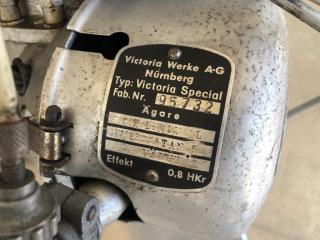 Victoria Werke A-G
Nürnberg
Typ: Victoria Special
Fab. Nr. 95732
Ägare
Effekt 0.8 HKr